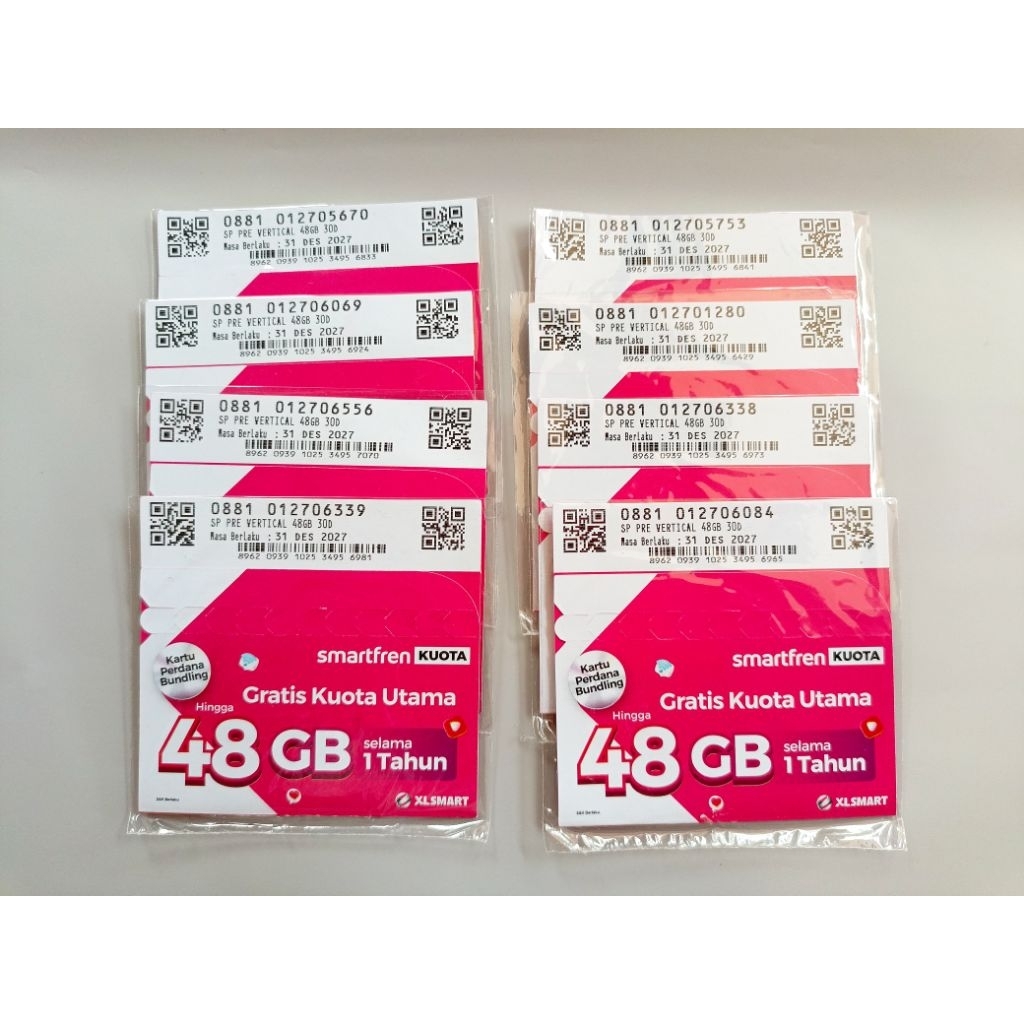 0881 012705670
SP PRE VERTICAL 48GB 30D
Masa Berlaku : 31 DES 2027
8962 0939 1025 3495 6833
0881 012706069
SP PRE VERTICAL 48GB 30D
Masa Berlaku : 31 DES 2027
8962 0939 1025 3495 6924
0881 012706556
SP PRE VERTICAL 48GB 30D
Masa Berlaku : 31 DES 2027
8962 0939 1025 3495 7070
0881 012706339
SP PRE VERTICAL 48GB 30D
Masa Berlaku : 31 DES 2027
8962 0939 1025 3495 6981
Kartu
Perdana
Bundling
smartfren KUOTA
Gratis Kuota Utama
Hingga
48 GB selama
1 Tahun
S&K Berlaku
XLSMART
0881 012705753
SP PRE VERTICAL 48GB 30D
Masa Berlaku : 31 DES 2027
8962 0939 1025 3495 6841
0881 012701280
SP PRE VERTICAL 48GB 30D
Masa Berlaku : 31 DES 2027
8962 0939 1025 3495 6429
0881 012706338
SP PRE VERTICAL 48GB 30D
Masa Berlaku : 31 DES 2027
8962 0939 1025 3495 6973
0881 012706084
SP PRE VERTICAL 48GB 30D
Masa Berlaku : 31 DES 2027
8962 0939 1025 3495 6965
Kartu
Perdana
Bundling
smartfren KUOTA
Gratis Kuota Utama
Hingga
48 GB selama
1 Tahun
S&K Berlaku
XLSMART